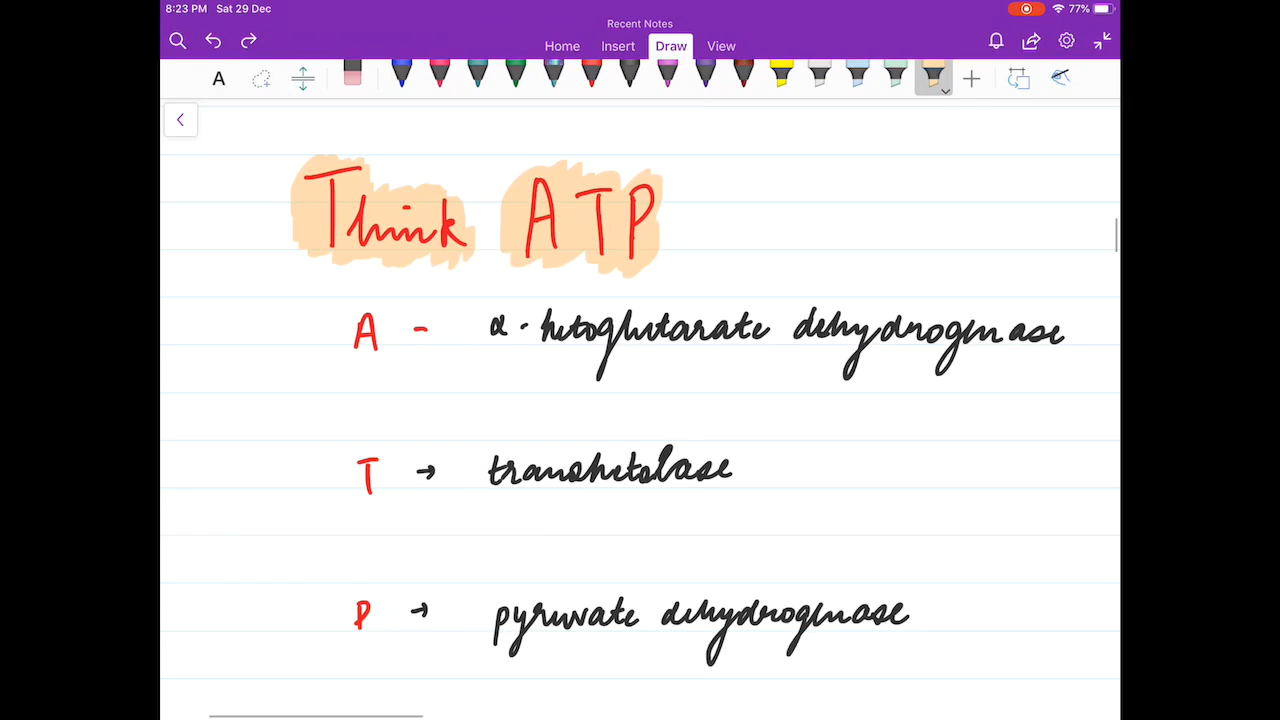 8:23 PM Sat 29 Dec
77%
Recent Notes
Home Insert Draw View
A
Think ATP
A - α-ketoglutarate dehydrogenase
T → transketolase
P → pyruvate dehydrogenase